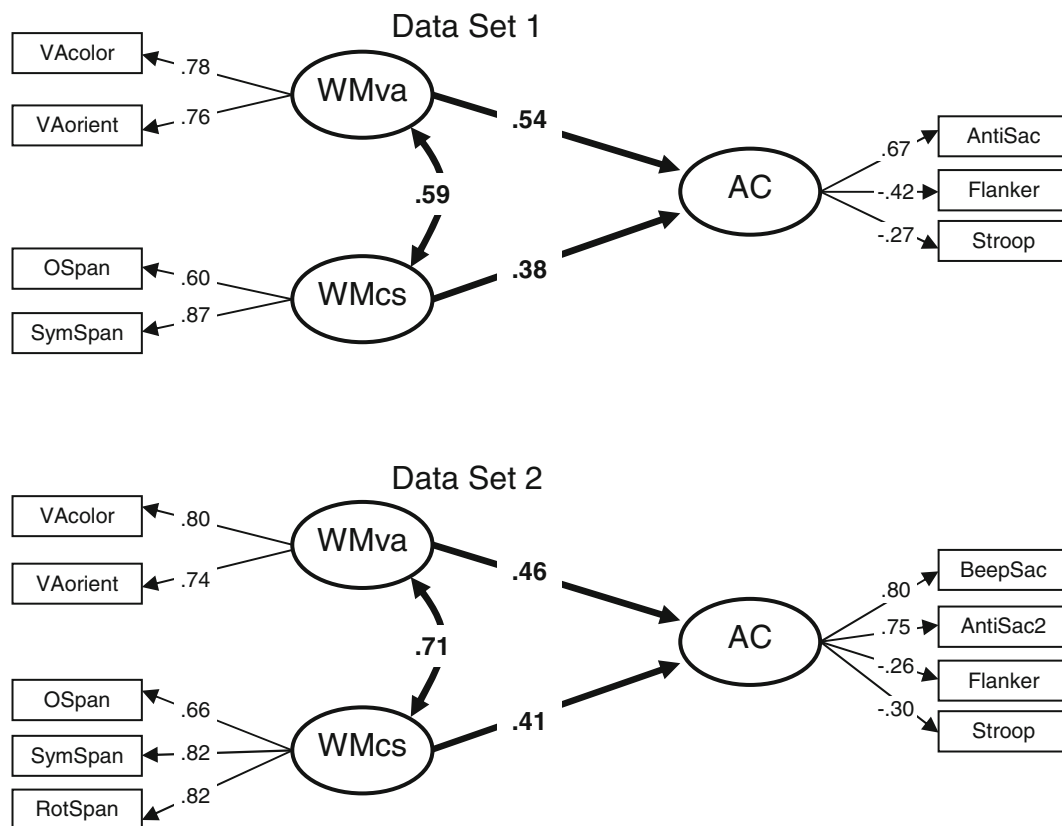 Data Set 1
VAcolor
.78
WMva
VAorient
.76
.54
.59
AntiSac
.67
AC
-.42
Flanker
-.27
Stroop
OSpan
.60
WMcs
.38
SymSpan
.87
Data Set 2
VAcolor
.80
WMva
VAorient
.74
.46
.71
BeepSac
.80
AC
.75
AntiSac2
-.26
Flanker
-.30
Stroop
OSpan
.66
WMcs
.41
SymSpan
.82
RotSpan
.82